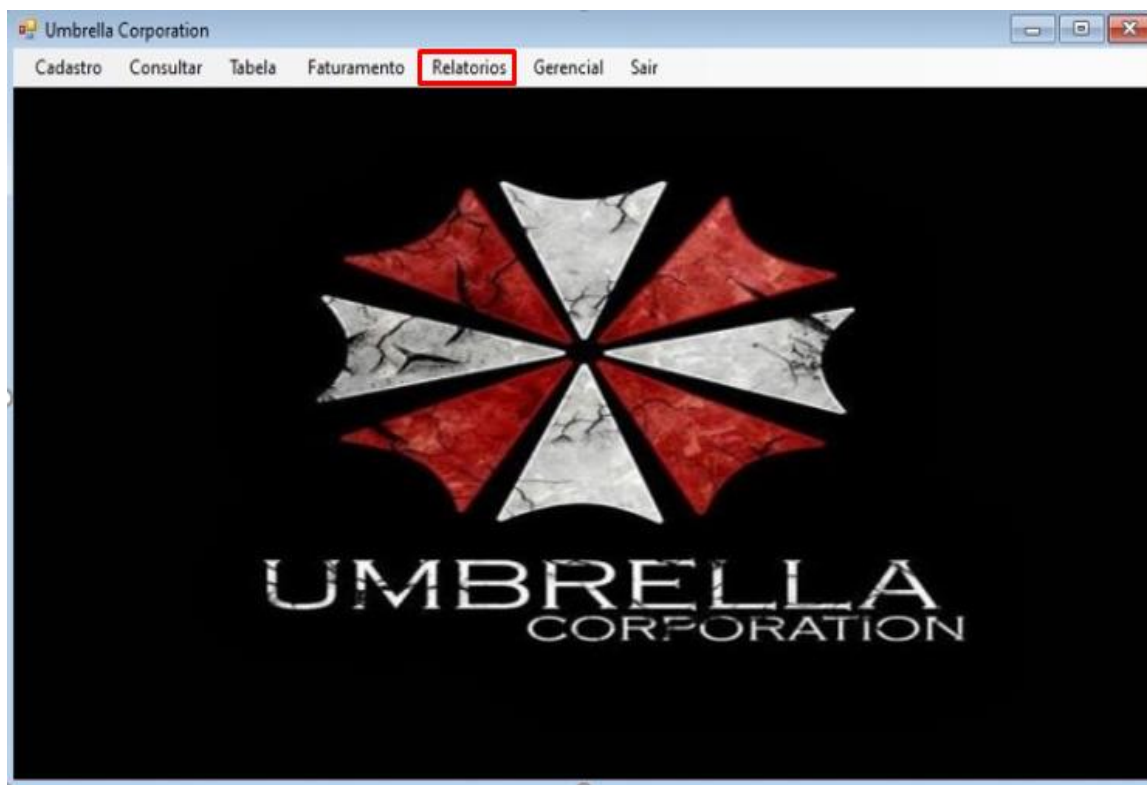 Umbrella Corporation
Cadastro Consultar Tabela Faturamento Relatorios Gerencial Sair
UMBRELLA
CORPORATION